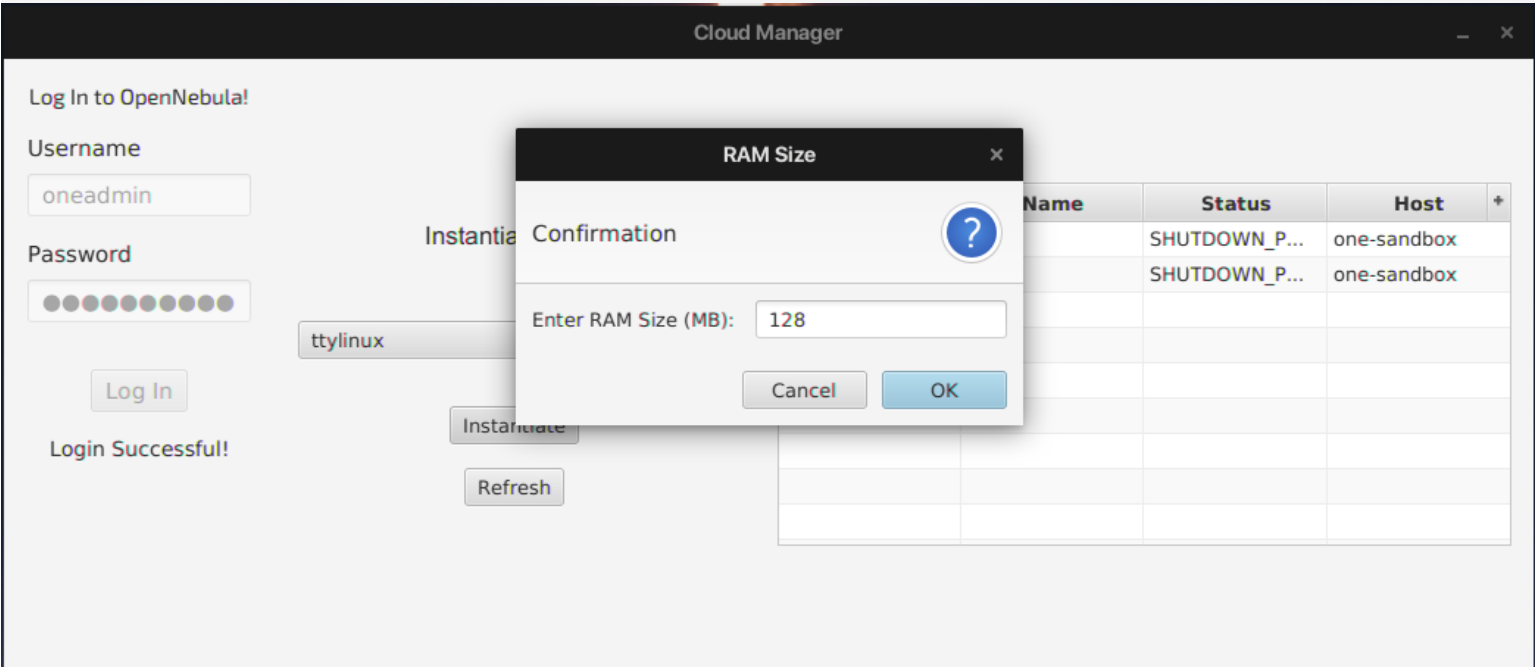 Cloud Manager
Log In to OpenNebula!
Username
oneadmin
Password
Log In
Login Successful!
ttylinux
Instantiate
Refresh
RAM Size
Confirmation
?
Enter RAM Size (MB):
128
Cancel
OK
Name Status Host +
SHUTDOWN_P... one-sandbox
SHUTDOWN_P... one-sandbox